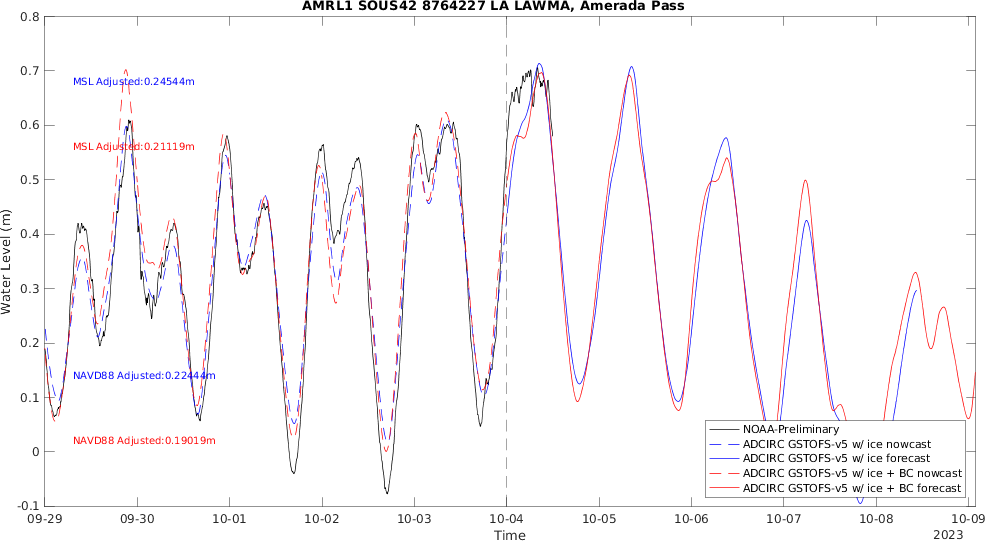 AMRL1 SOUS42 8764227 LA LAWMA, Amerada Pass
Water Level (m)
0.8
0.7
0.6
0.5
0.4
0.3
0.2
0.1
0
-0.1
MSL Adjusted:0.24544m
MSL Adjusted:0.21119m
NAVD88 Adjusted:0.22444m
NAVD88 Adjusted:0.19019m
NOAA-Preliminary
ADCIRC GSTOFS-v5 w/ ice nowcast
ADCIRC GSTOFS-v5 w/ ice forecast
ADCIRC GSTOFS-v5 w/ ice + BC nowcast
ADCIRC GSTOFS-v5 w/ ice + BC forecast
09-29 09-30 10-01 10-02 10-03 10-04 10-05 10-06 10-07 10-08 10-09
Time
2023